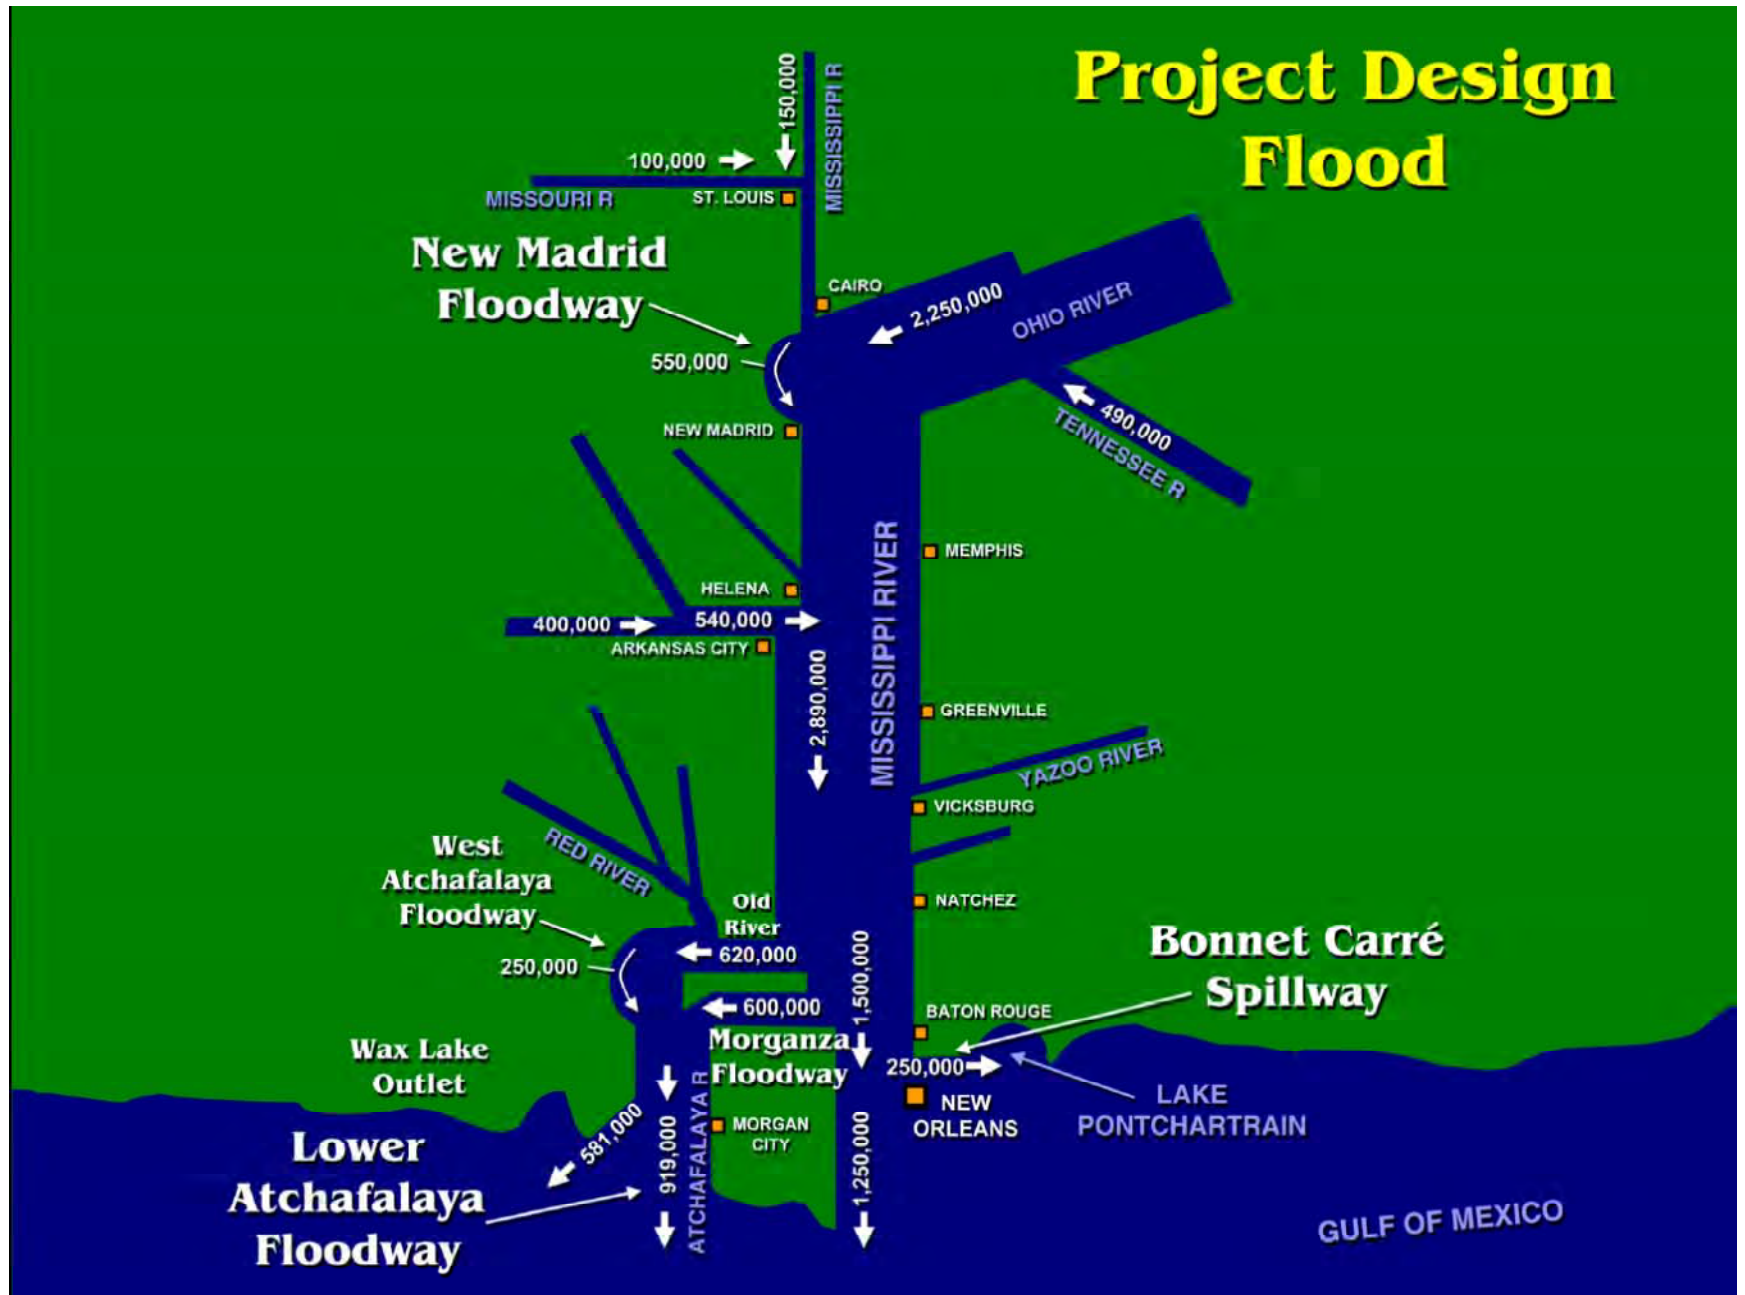 Project Design
Flood
150,000
MISSISSIPPI R
100,000
MISSOURI R
ST. LOUIS
New Madrid
Floodway
CAIRO
2,250,000
OHIO RIVER
550,000
490,000
TENNESSEE R
NEW MADRID
MISSISSIPPI RIVER
MEMPHIS
HELENA
400,000
540,000
ARKANSAS CITY
2,890,000
GREENVILLE
YAZOO RIVER
VICKSBURG
RED RIVER
West
Atchafalaya
Floodway
Old
River
NATCHEZ
620,000
250,000
1,500,000
Bonnet Carré
Spillway
600,000
BATON ROUGE
Morganza
Floodway
Wax Lake
Outlet
250,000
NEW
ORLEANS
LAKE
PONTCHARTRAIN
581,000
919,000
ATCHAFALAYA R
MORGAN
CITY
1,250,000
Lower
Atchafalaya
Floodway
GULF OF MEXICO